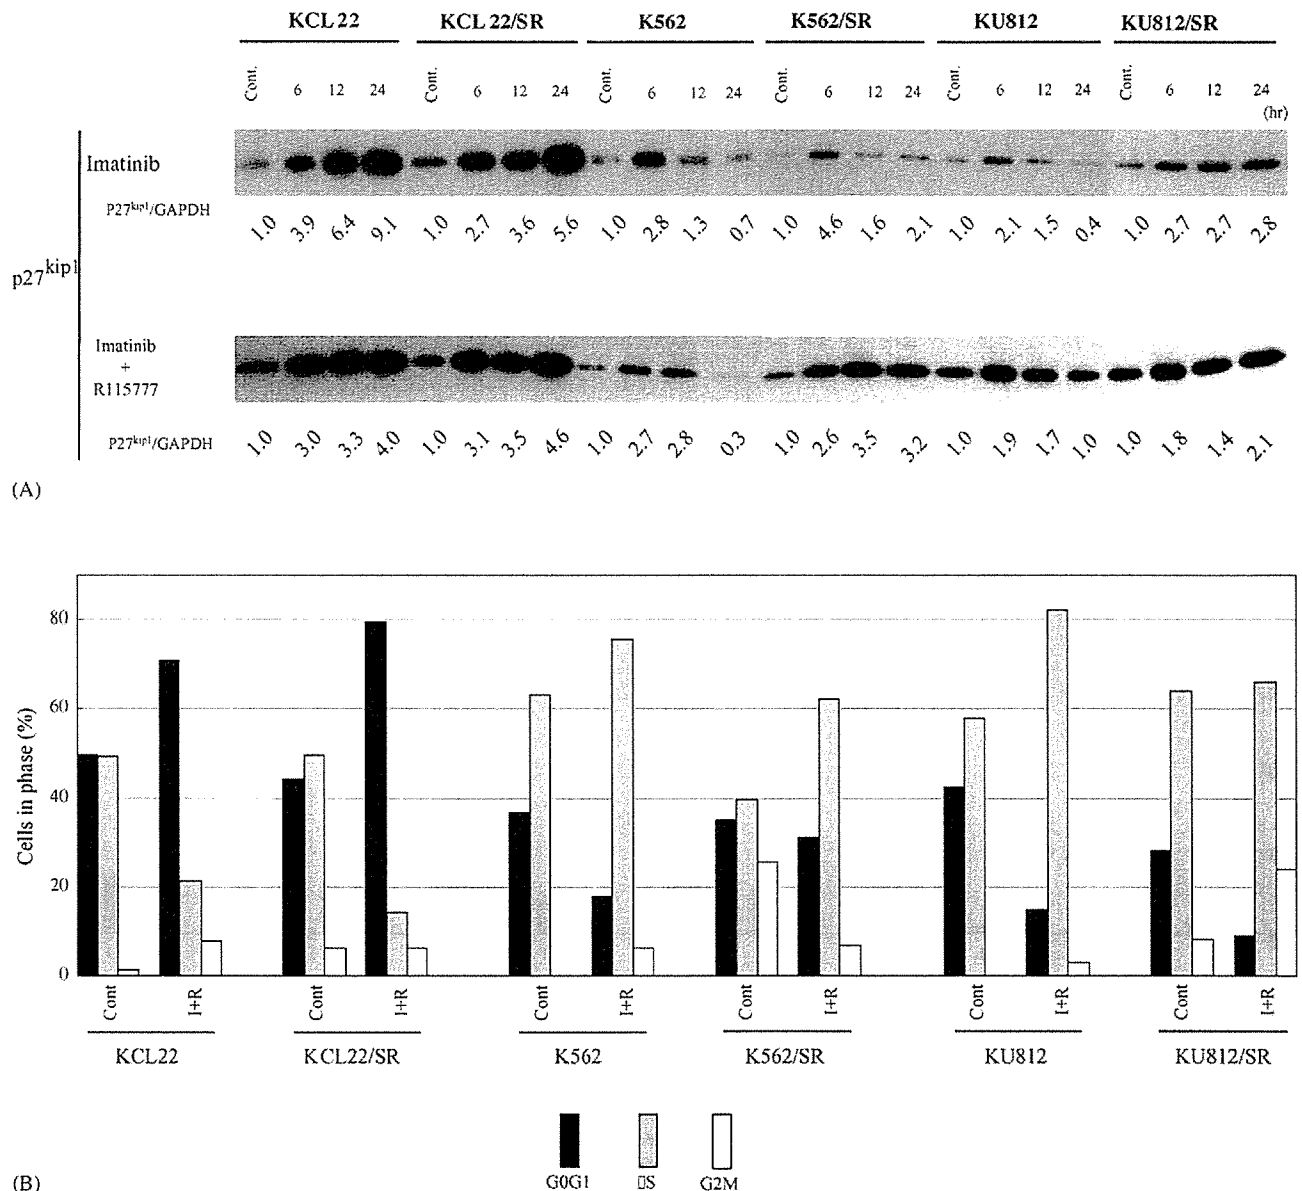 KCL 22 KCL 22/SR K562 K562/SR KU812 KU812/SR
Cont. 6 12 24 Cont. 6 12 24 Cont. 6 12 24 Cont. 6 12 24 Cont. 6 12 24 Cont. 6 12 24
(hr)
Imatinib
P27kip1/GAPDH
1.0 3.9 6.4 9.1 1.0 2.7 3.6 5.6 1.0 2.8 1.3 0.7 1.0 4.6 1.6 2.1 1.0 2.1 1.5 0.4 1.0 2.7 2.7 2.8
p27kip1
Imatinib
+
R115777
P27kip1/GAPDH
1.0 3.0 3.3 4.0 1.0 3.1 3.5 4.6 1.0 2.7 2.8 0.3 1.0 2.6 3.5 3.2 1.0 1.9 1.7 1.0 1.0 1.8 1.4 2.1
(A)
Cells in phase (%)
80
60
40
20
0
Cont I+R Cont I+R Cont I+R Cont I+R Cont I+R Cont I+R
KCL22 KCL22/SR K562 K562/SR KU812 KU812/SR
G0G1 S G2M
(B)